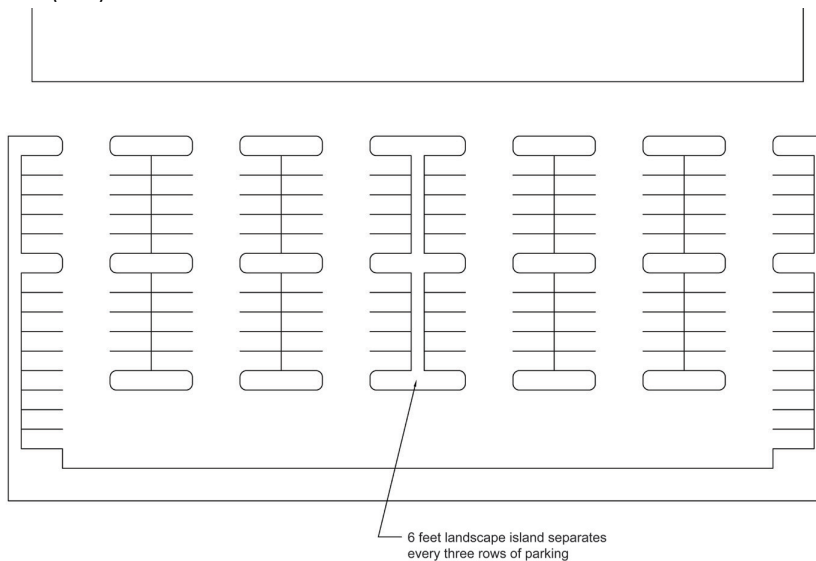 6 feet landscape island separates
every three rows of parking